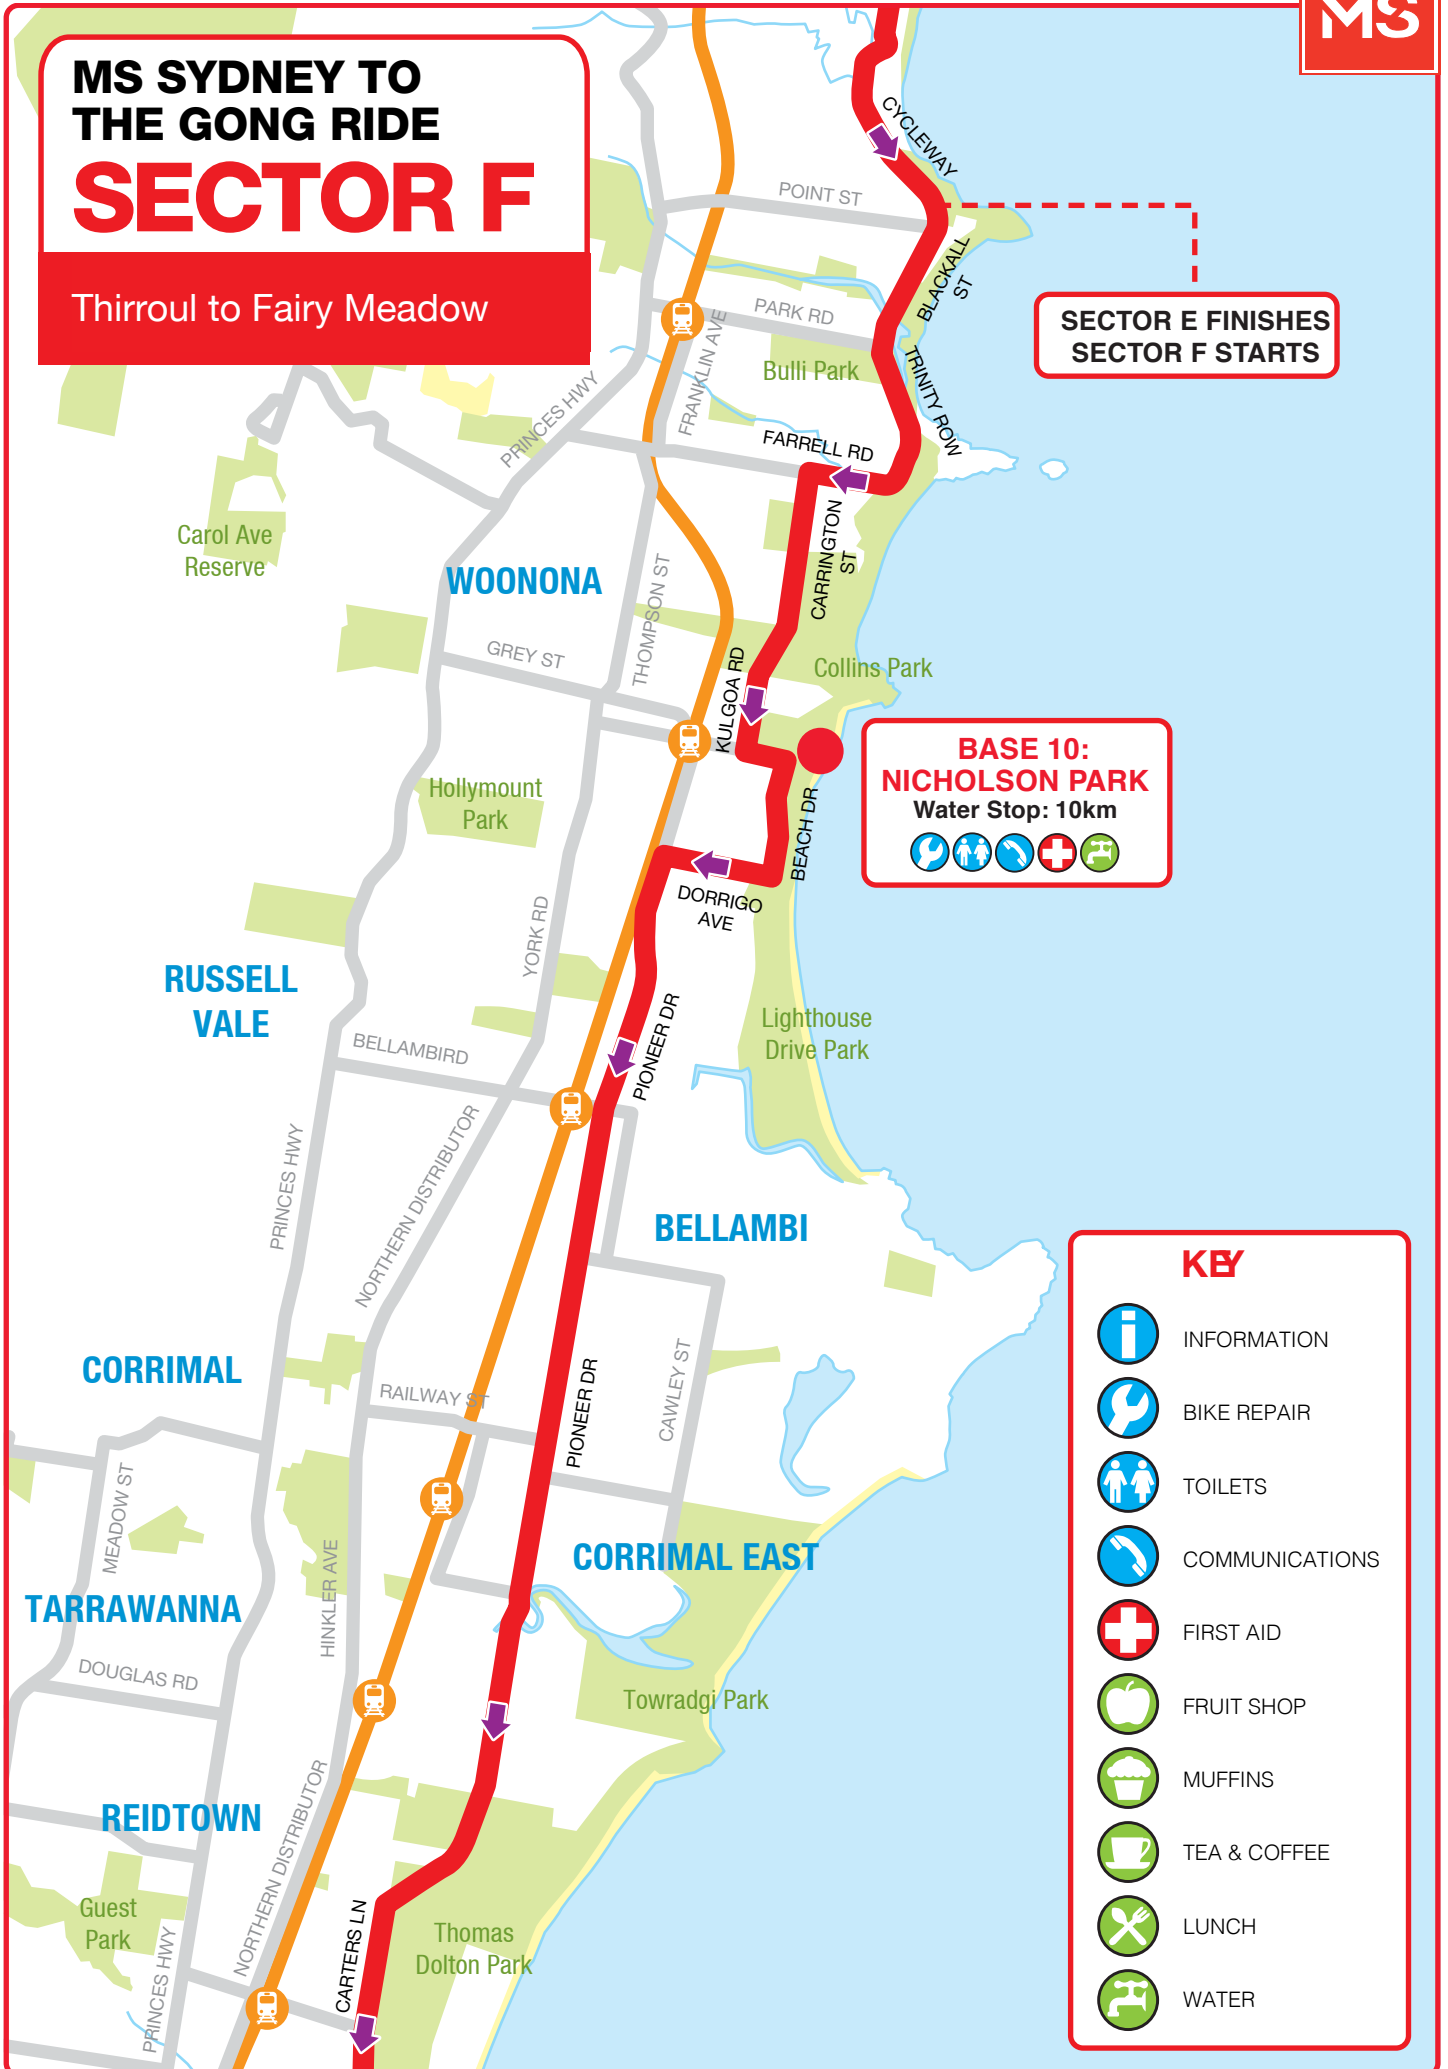 MS
MS SYDNEY TO
THE GONG RIDE
SECTOR F
Thirroul to Fairy Meadow
CYCLEWAY
POINT ST
BLACKALL
ST
SECTOR E FINISHES
SECTOR F STARTS
PARK RD
FRANKLIN AVE
Bulli Park
TRINITY ROW
PRINCES HWY
FARRELL RD
Carol Ave
Reserve
CARRINGTON
ST
WOONONA
THOMPSON ST
GREY ST
KULGOA RD
Collins Park
BASE 10:
NICHOLSON PARK
Water Stop: 10km
Hollymount
Park
BEACH DR
DORRIGO
AVE
YORK RD
RUSSELL
VALE
Lighthouse
Drive Park
PIONEER DR
BELLAMBIRD
PRINCES HWY
NORTHERN DISTRIBUTOR
BELLAMBI
CORRIMAL
RAILWAY ST
PIONEER DR
CAWLEY ST
MEADOW ST
HINKLER AVE
CORRIMAL EAST
TARRAWANNA
DOUGLAS RD
Towradgi Park
REIDTOWN
NORTHERN DISTRIBUTOR
Guest
Park
PRINCES HWY
CARTERS LN
Thomas
Dolton Park
KEY
INFORMATION
BIKE REPAIR
TOILETS
COMMUNICATIONS
FIRST AID
FRUIT SHOP
MUFFINS
TEA & COFFEE
LUNCH
WATER